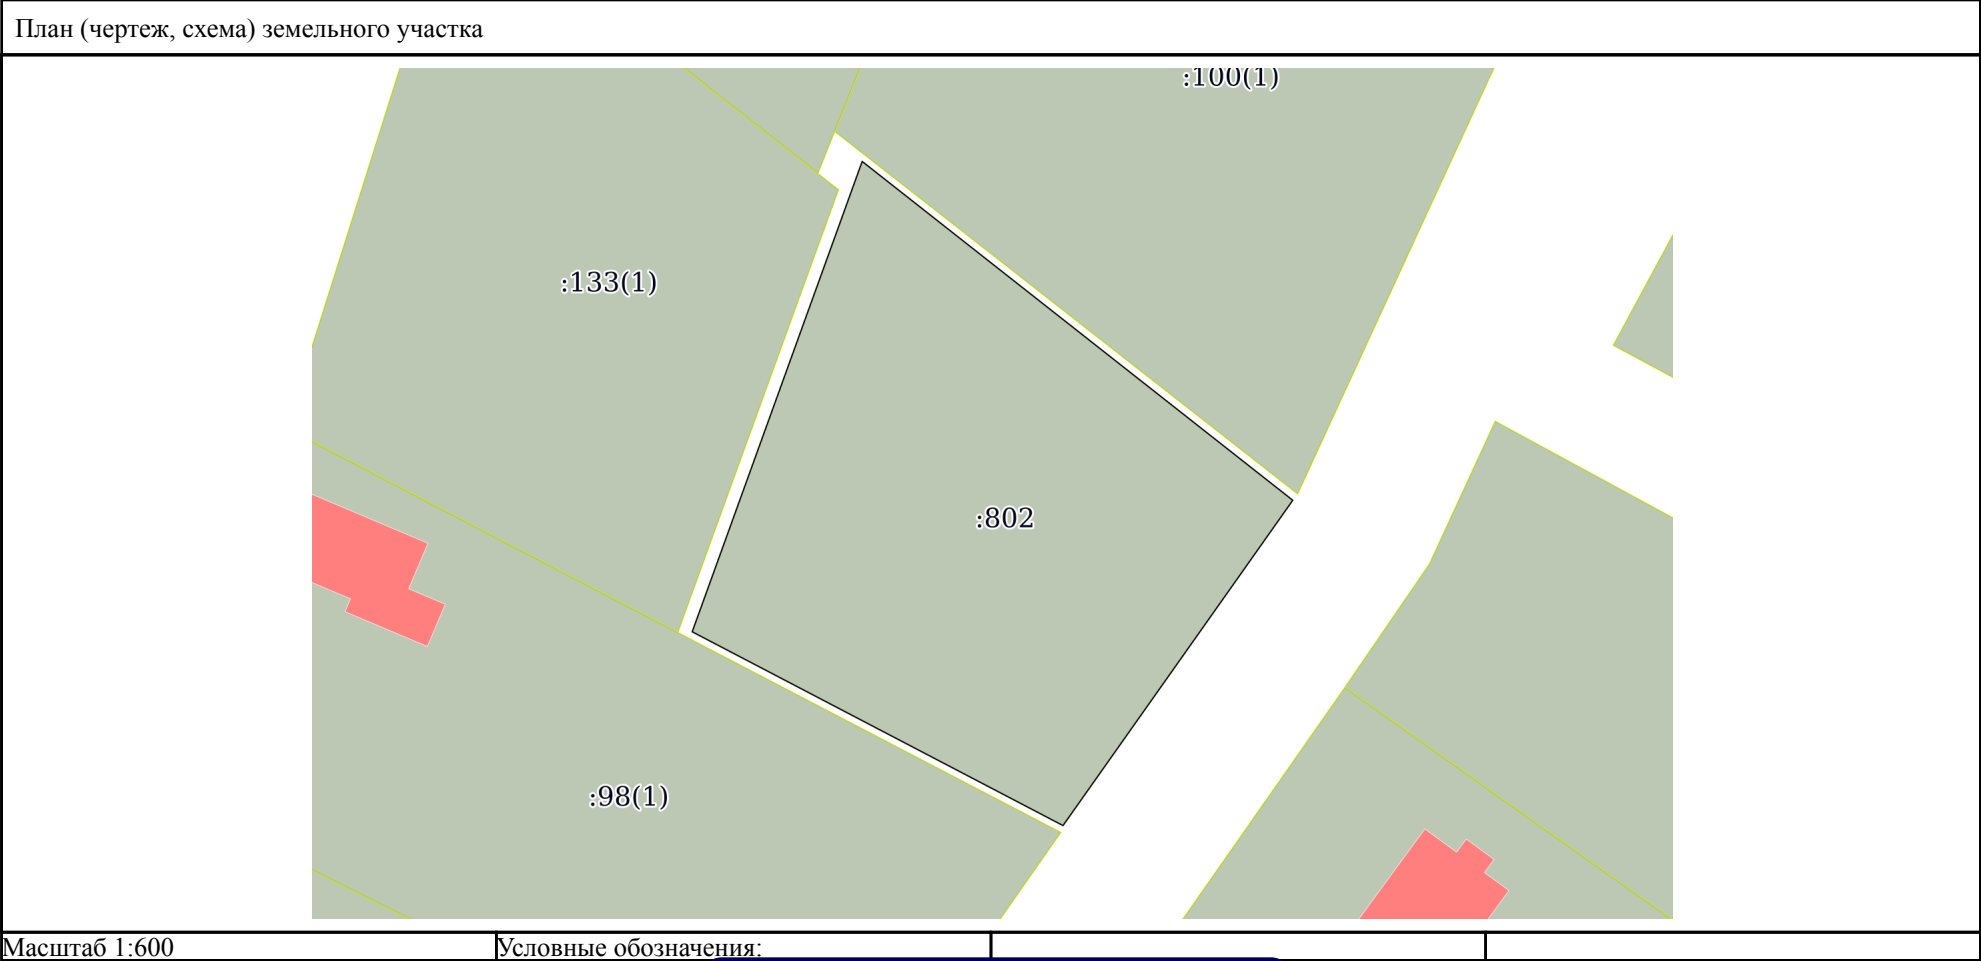 План (чертеж, схема) земельного участка
:100(1)
:133(1)
:802
:98(1)
Масштаб 1:600
Условные обозначения: